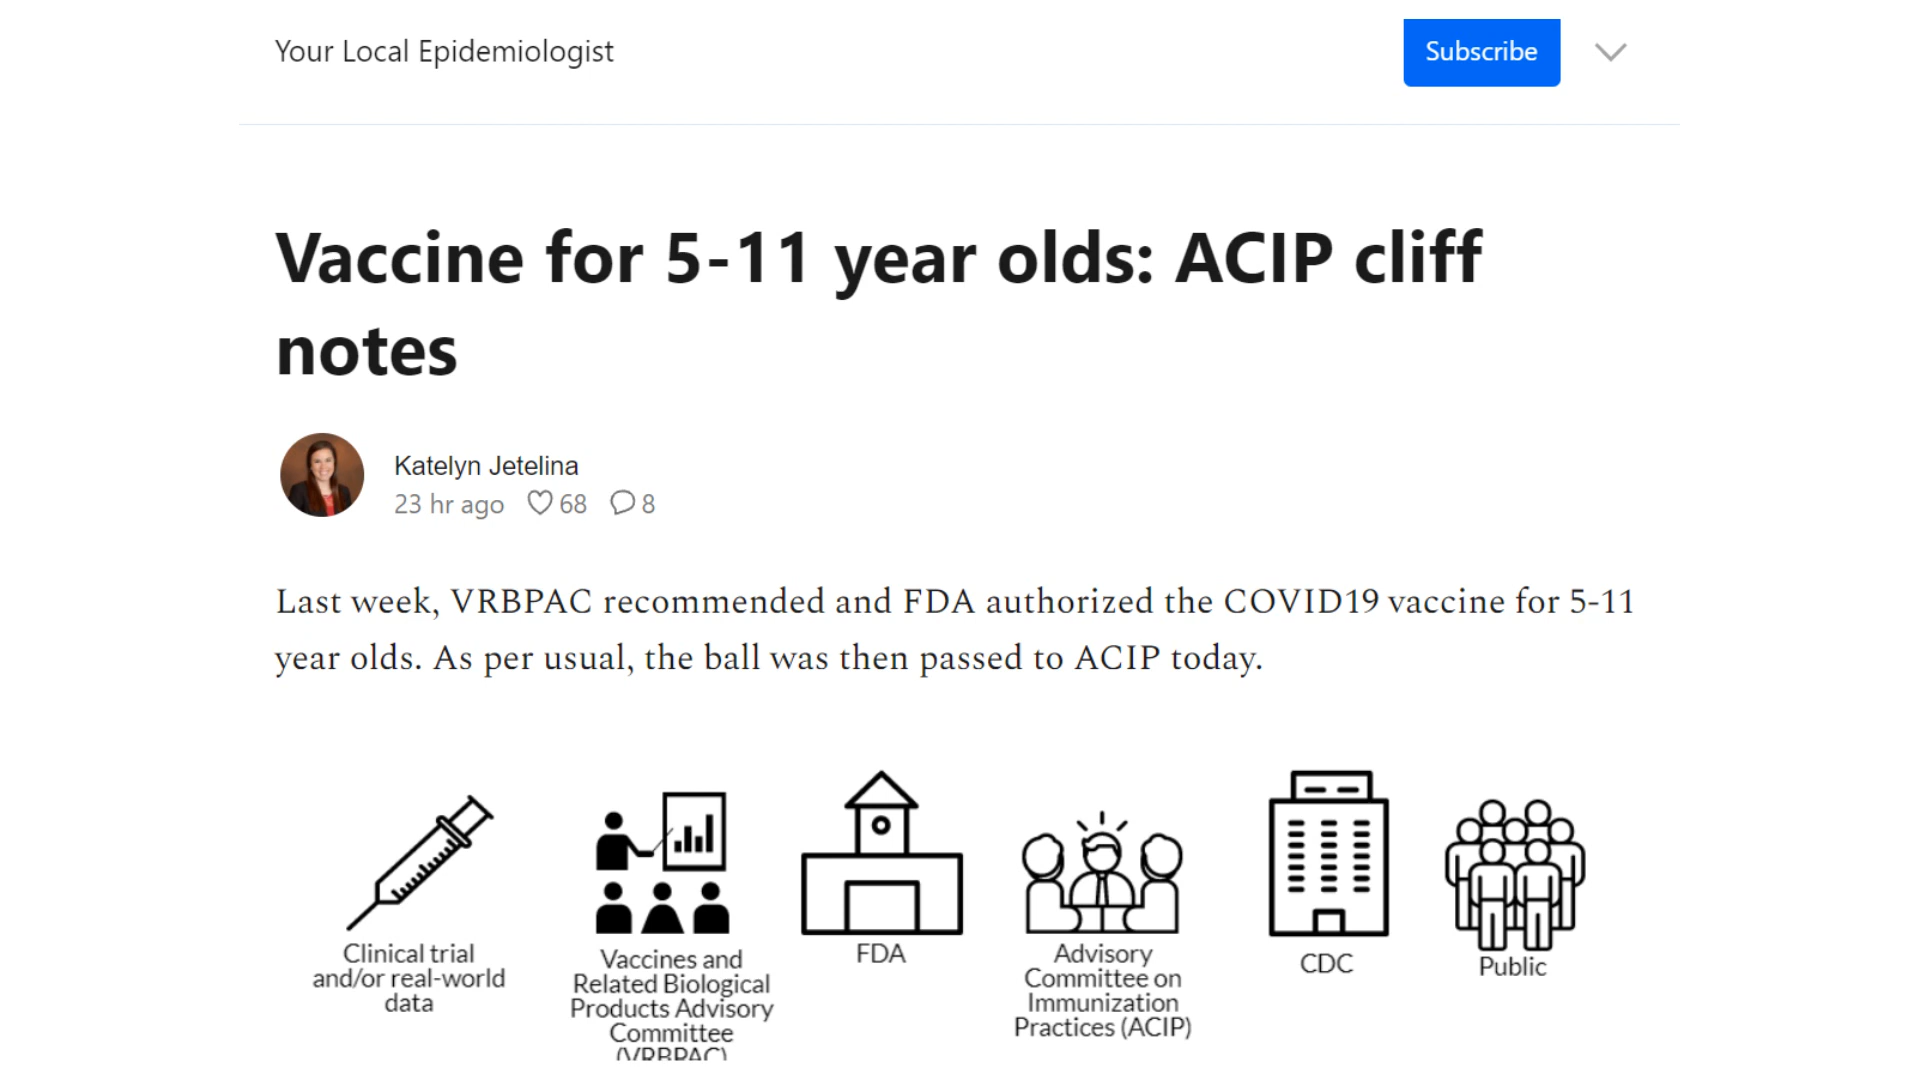 Your Local Epidemiologist
Subscribe
Vaccine for 5-11 year olds: ACIP cliff
notes
Katelyn Jetelina
23 hr ago 68 8
Last week, VRBPAC recommended and FDA authorized the COVID19 vaccine for 5-11
year olds. As per usual, the ball was then passed to ACIP today.
Clinical trial
and/or real-world
data
Vaccines and
Related Biological
Products Advisory
Committee
(VRBPAC)
FDA
Advisory
Committee on
Immunization
Practices (ACIP)
CDC
Public